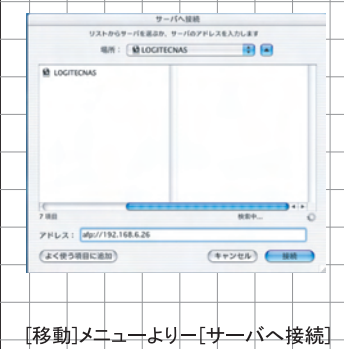 サーバへ接続
リストからサーバを選ぶか、サーバのアドレスを入力します
場所： LOGITECNAS
LOGITECNAS
7 項目 検索中...
アドレス： afp://192.168.6.26
よく使う項目に追加 キャンセル 接続
[移動]メニューよりー[サーバへ接続]